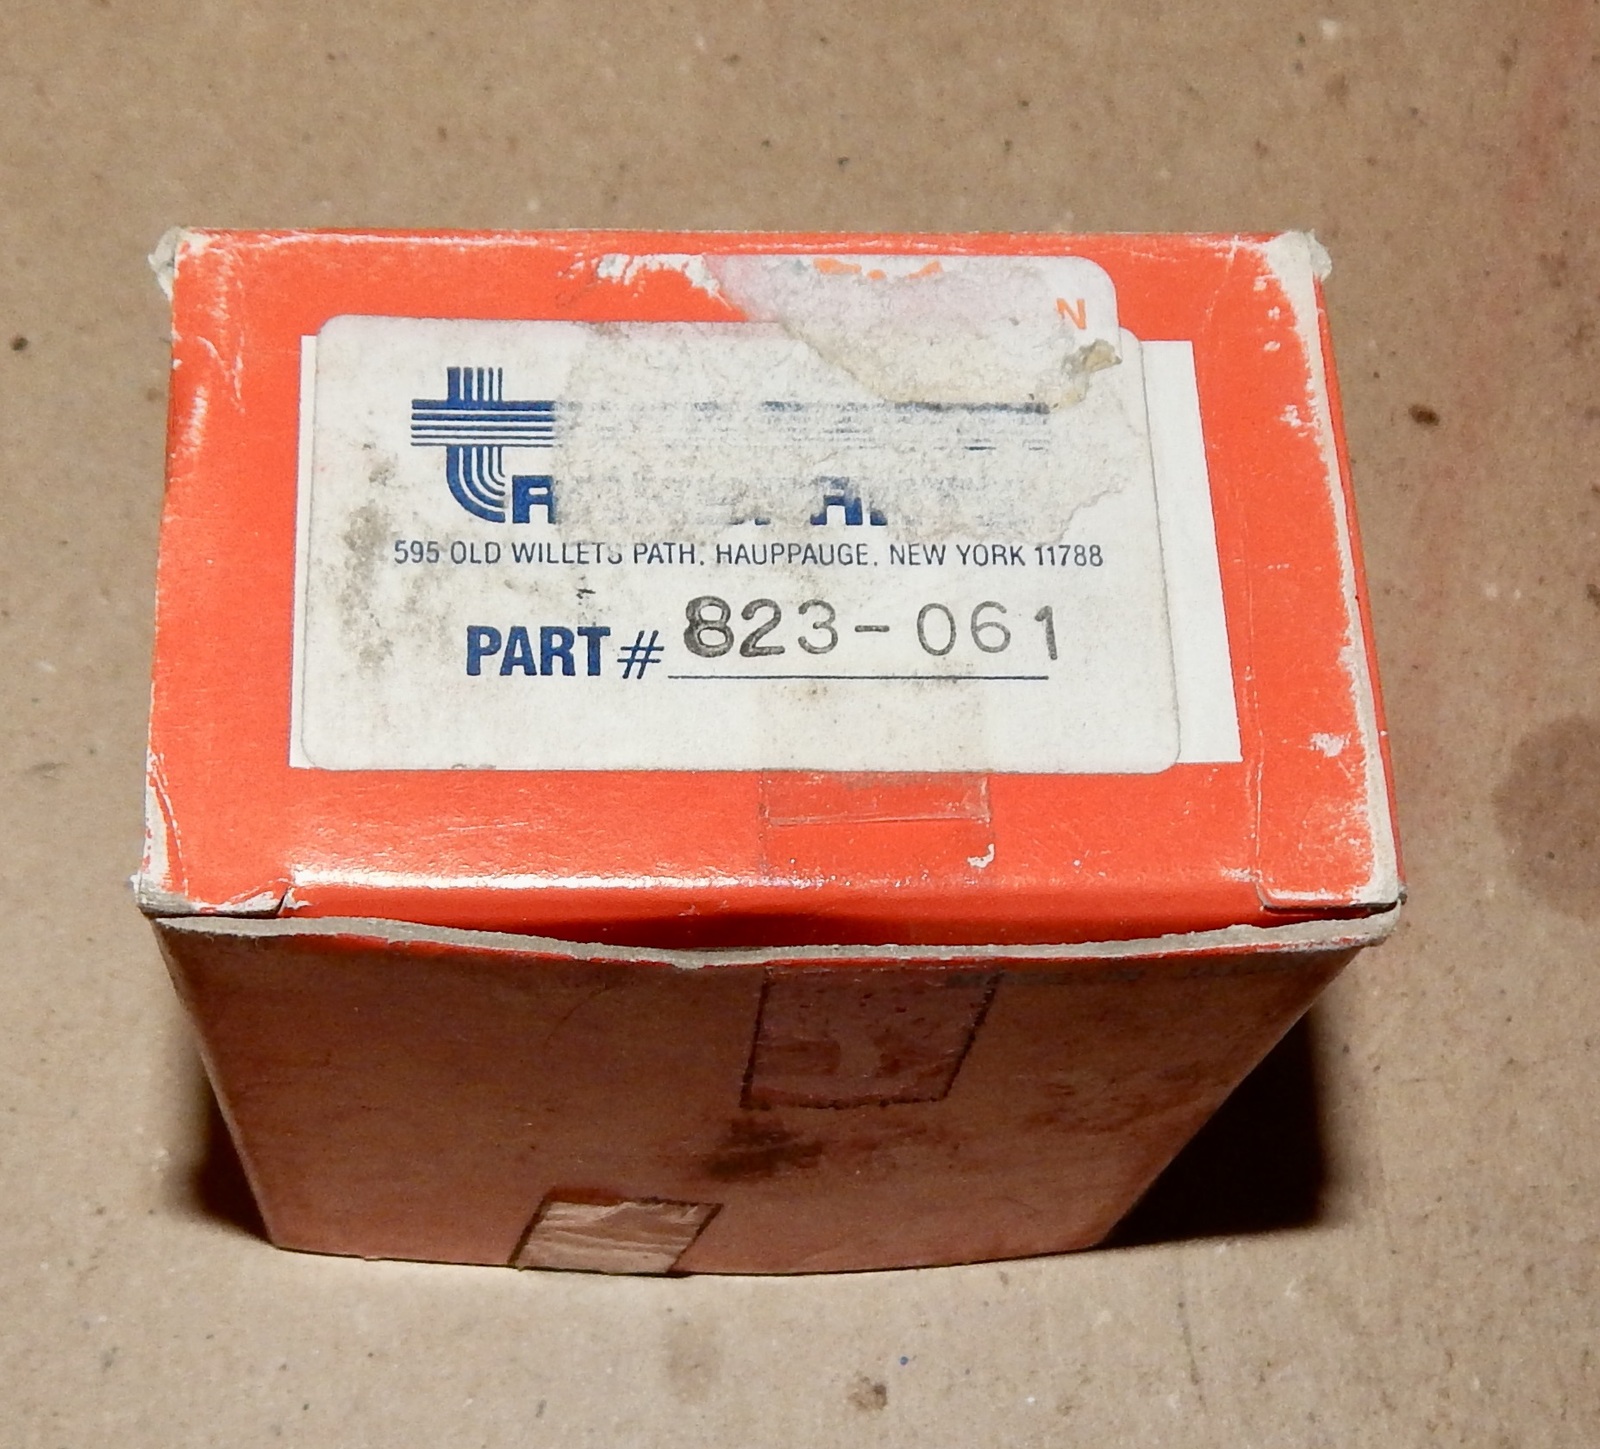 N
595 OLD WILLETS PATH, HAUPPAUGE, NEW YORK 11788
PART # 823-061